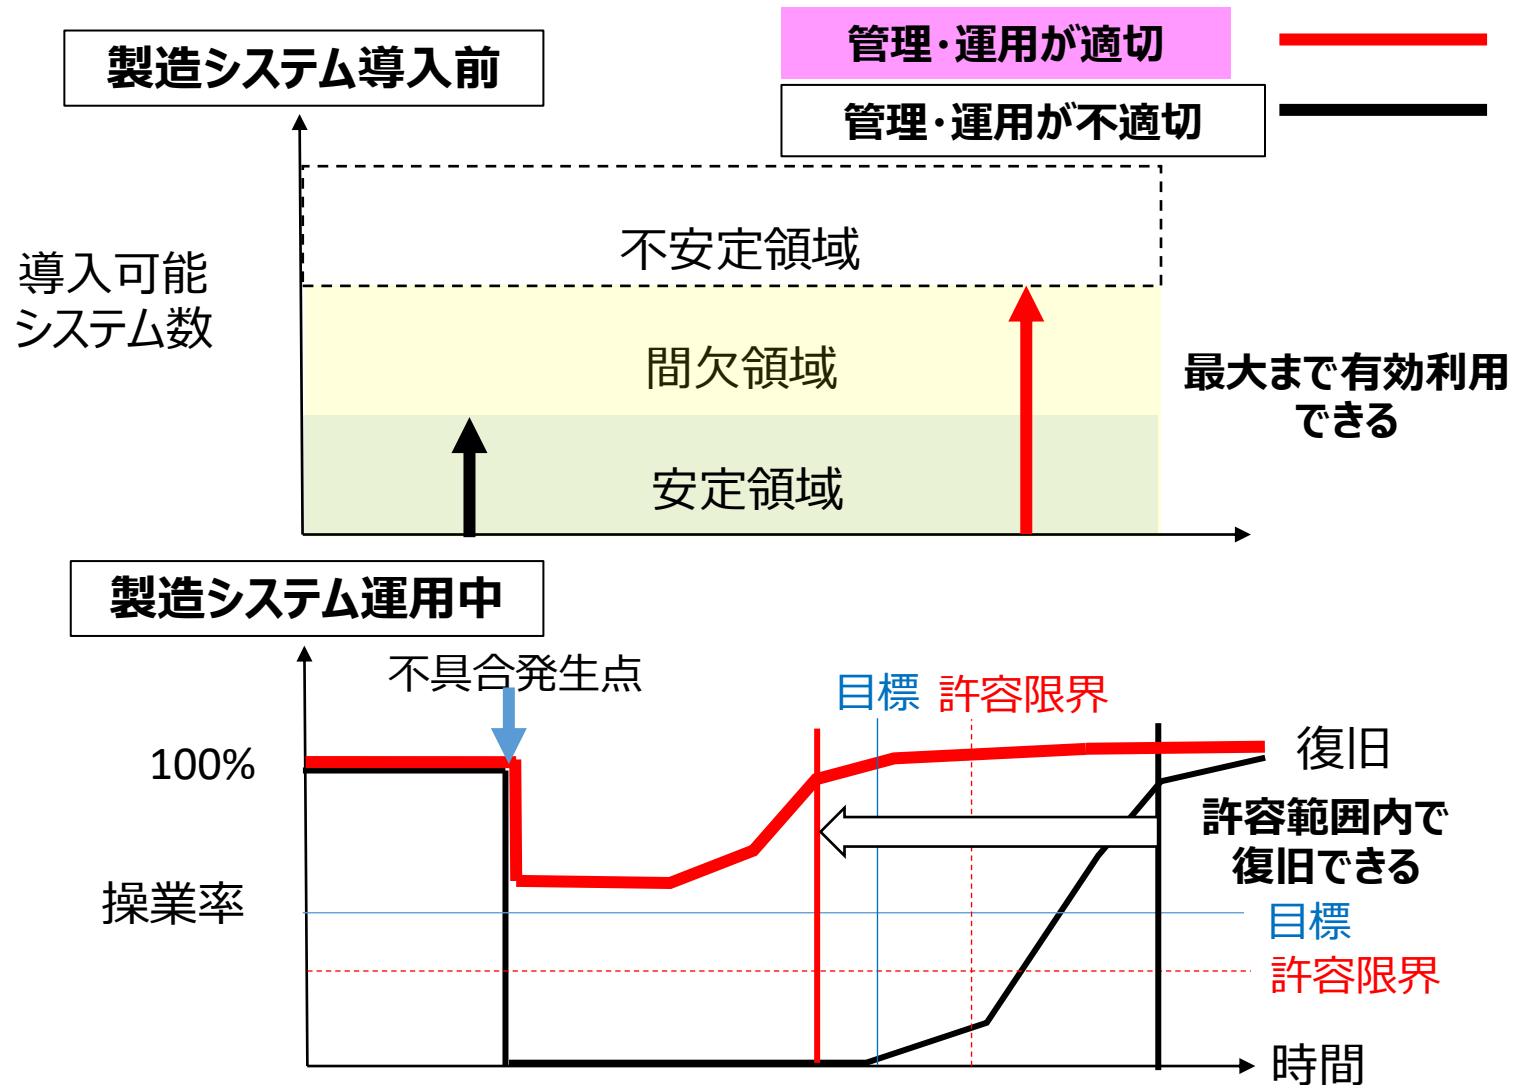 製造システム導入前
管理・運用が適切
管理・運用が不適切
不安定領域
導入可能
システム数
間欠領域
最大まで有効利用
できる
安定領域
製造システム運用中
不具合発生点
目標
許容限界
100%
復旧
許容範囲内で
復旧できる
操業率
目標
許容限界
時間